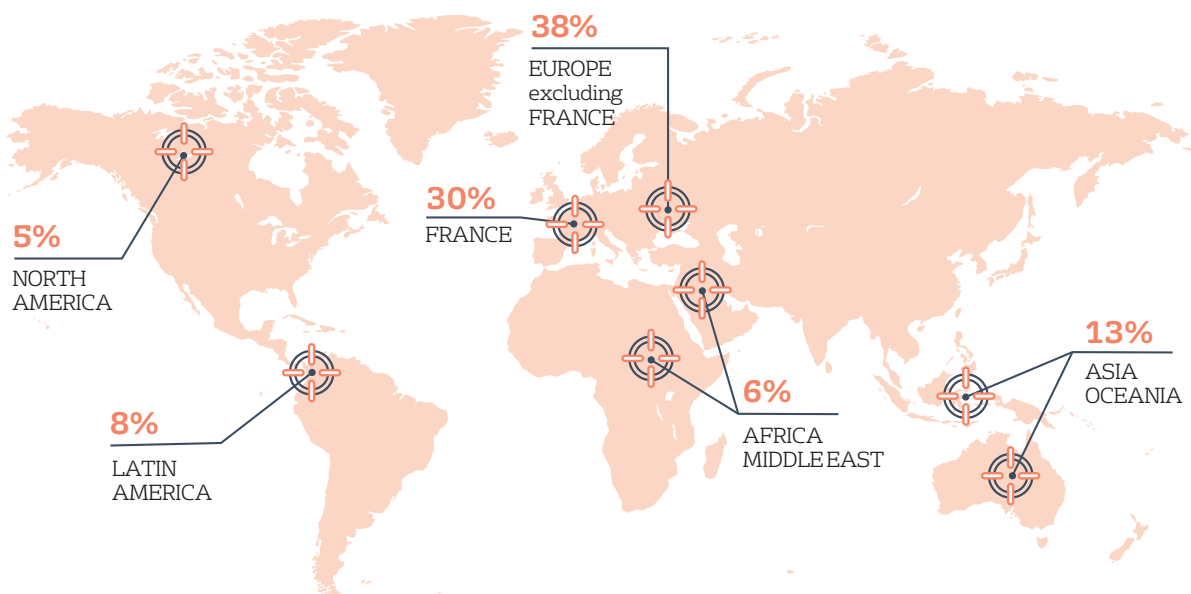 38%
EUROPE
excluding
FRANCE
30%
FRANCE
5%
NORTH
AMERICA
13%
ASIA
OCEANIA
6%
AFRICA
MIDDLE EAST
8%
LATIN
AMERICA